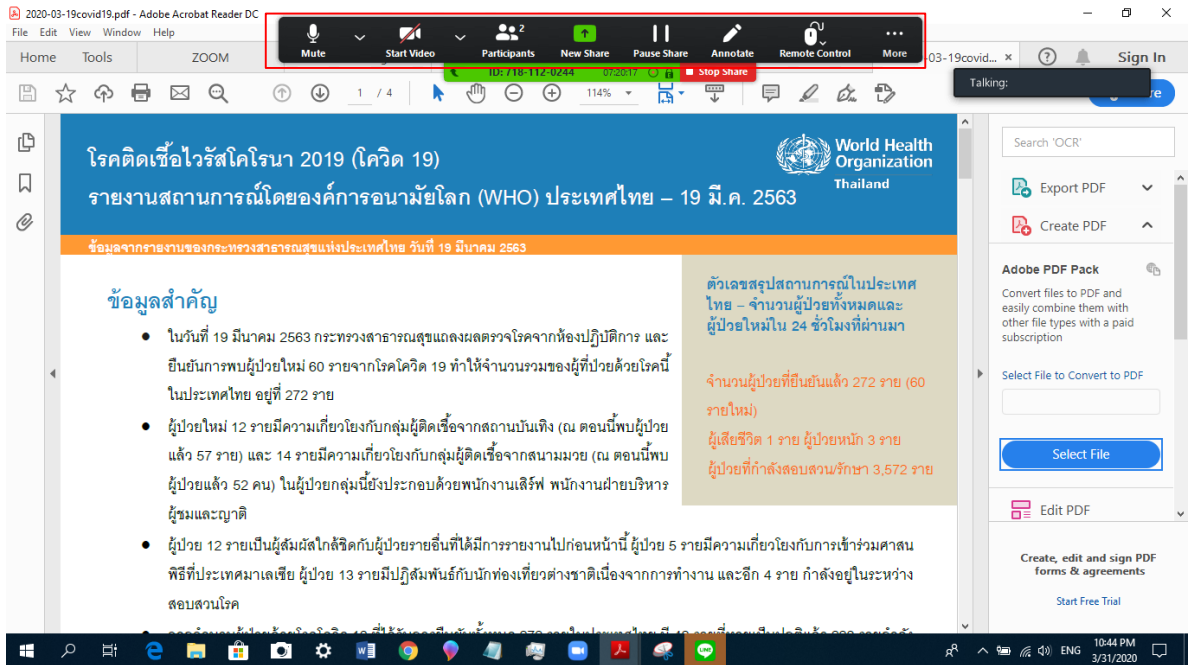 2020-03-19covid19.pdf - Adobe Acrobat Reader DC
File Edit View Window Help
Mute
Start Video
2
Participants
New Share
Pause Share
Annotate
Remote Control
More
Home Tools ZOOM
-03-19covid... ×
? Sign In
ID: 718-112-0244 07:20:17
Stop Share
Talking:
1 / 4
114%
re
โรคติดเชื้อไวรัสโคโรนา 2019 (โควิด 19)
รายงานสถานการณ์โดยองค์การอนามัยโลก (WHO) ประเทศไทย – 19 มี.ค. 2563
World Health
Organization
Thailand
ข้อมูลจากรายงานของกระทรวงสาธารณสุขแห่งประเทศไทย วันที่ 19 มีนาคม 2563
ข้อมูลสำคัญ
● ในวันที่ 19 มีนาคม 2563 กระทรวงสาธารณสุขแถลงผลตรวจโรคจากห้องปฏิบัติการ และ
ยืนยันการพบผู้ป่วยใหม่ 60 รายจากโรคโควิด 19 ทำให้จำนวนรวมของผู้ที่ป่วยด้วยโรคนี้
ในประเทศไทย อยู่ที่ 272 ราย
● ผู้ป่วยใหม่ 12 รายมีความเกี่ยวโยงกับกลุ่มผู้ติดเชื้อจากสถานบันเทิง (ณ ตอนนี้พบผู้ป่วย
แล้ว 57 ราย) และ 14 รายมีความเกี่ยวโยงกับกลุ่มผู้ติดเชื้อจากสนามมวย (ณ ตอนนี้พบ
ผู้ป่วยแล้ว 52 คน) ในผู้ป่วยกลุ่มนี้ยังประกอบด้วยพนักงานเสิร์ฟ พนักงานฝ่ายบริหาร
ผู้ชมและญาติ
● ผู้ป่วย 12 รายเป็นผู้สัมผัสใกล้ชิดกับผู้ป่วยรายอื่นที่ได้มีการรายงานไปก่อนหน้านี้ ผู้ป่วย 5 รายมีความเกี่ยวโยงกับการเข้าร่วมศาสน
พิธีที่ประเทศมาเลเซีย ผู้ป่วย 13 รายมีปฏิสัมพันธ์กับนักท่องเที่ยวต่างชาติเนื่องจากการทำงาน และอีก 4 ราย กำลังอยู่ในระหว่าง
สอบสวนโรค
ตัวเลขสรุปสถานการณ์ในประเทศ
ไทย – จำนวนผู้ป่วยทั้งหมดและ
ผู้ป่วยใหม่ใน 24 ชั่วโมงที่ผ่านมา
จำนวนผู้ป่วยที่ยืนยันแล้ว 272 ราย (60
รายใหม่)
ผู้เสียชีวิต 1 ราย ผู้ป่วยหนัก 3 ราย
ผู้ป่วยที่กำลังสอบสวน/รักษา 3,572 ราย
Search 'OCR'
Export PDF
Create PDF
Adobe PDF Pack
Convert files to PDF and
easily combine them with
other file types with a paid
subscription
Select File to Convert to PDF
Select File
Edit PDF
Create, edit and sign PDF
forms & agreements
Start Free Trial
LINE
ENG
10:44 PM
3/31/2020